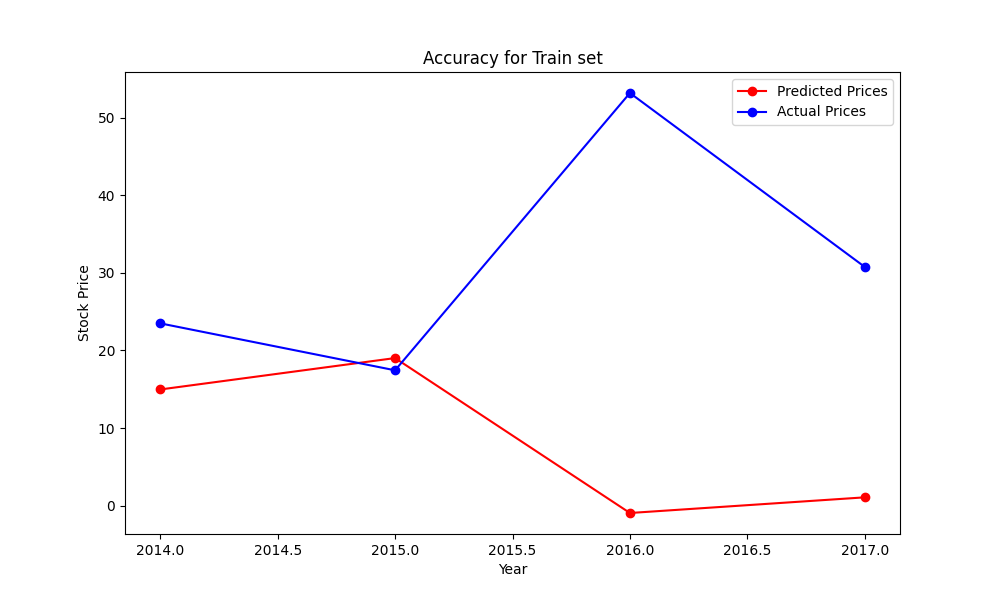 Accuracy for Train set
Predicted Prices
Actual Prices
50
40
30
20
10
0
Stock Price
2014.0 2014.5 2015.0 2015.5 2016.0 2016.5 2017.0
Year